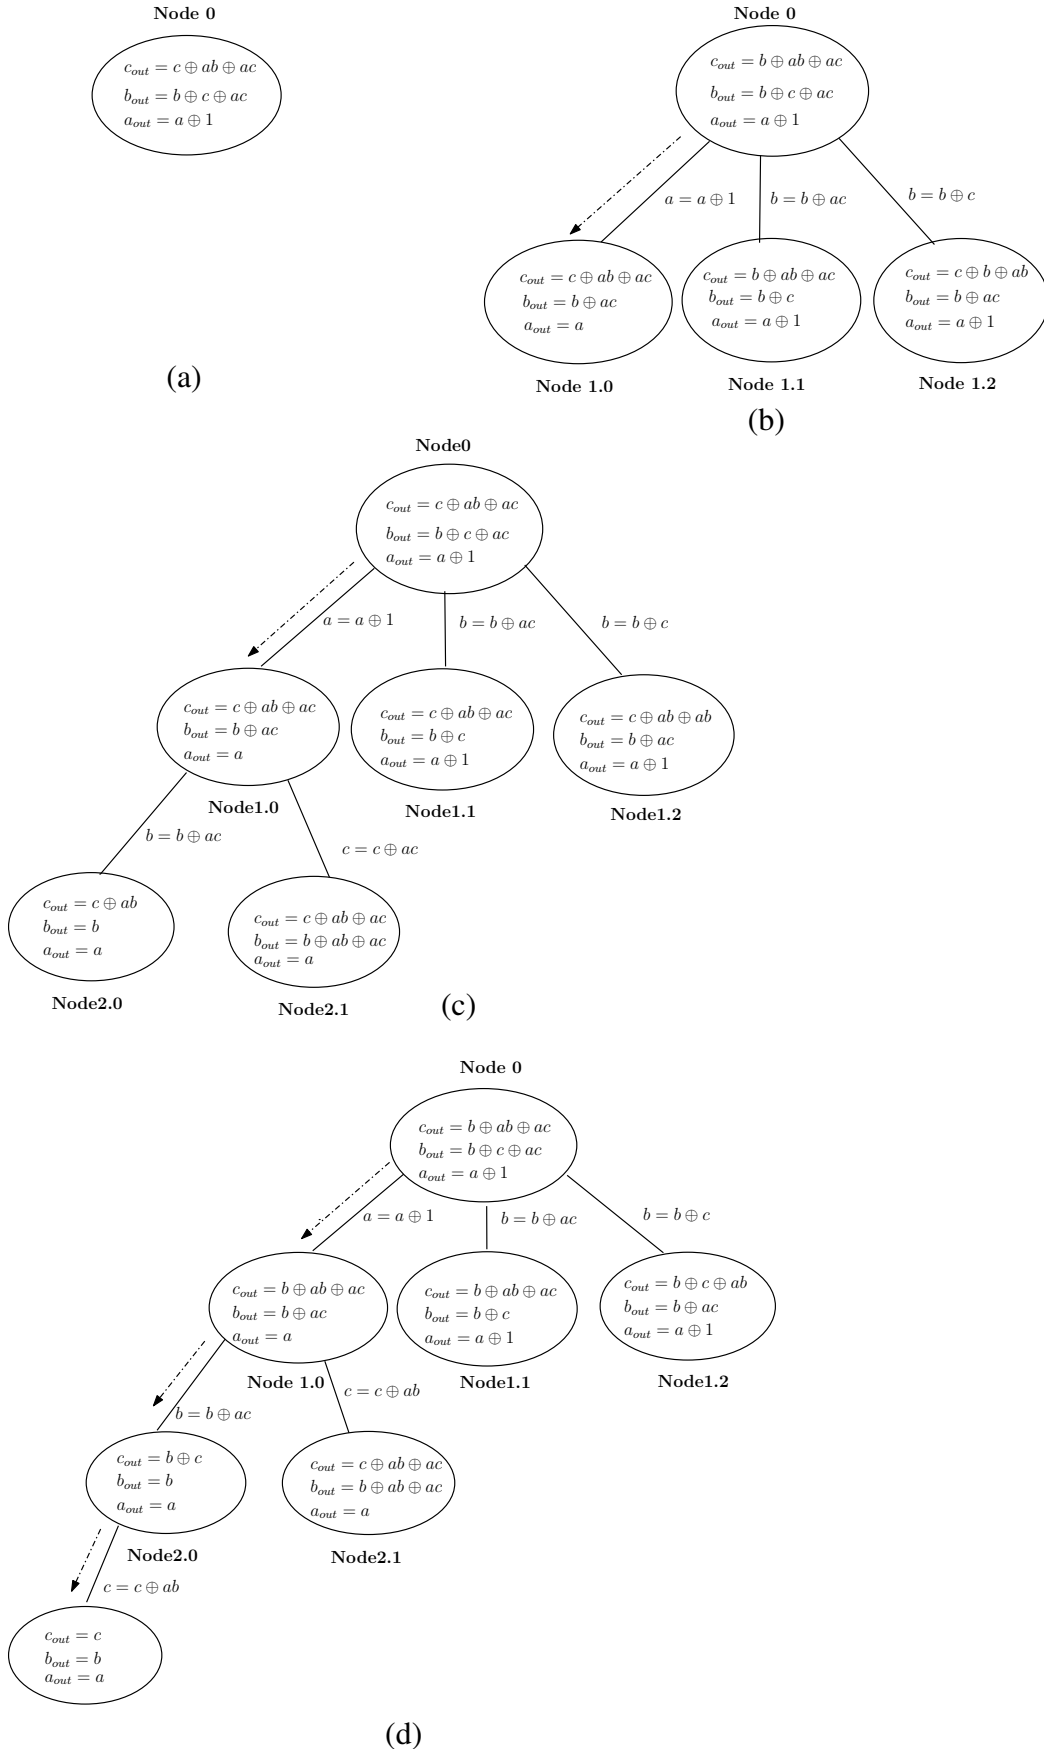 Node 0
c_out = c ⊕ ab ⊕ ac
b_out = b ⊕ c ⊕ ac
a_out = a ⊕ 1
(a)
Node 0
c_out = b ⊕ ab ⊕ ac
b_out = b ⊕ c ⊕ ac
a_out = a ⊕ 1
a = a ⊕ 1
b = b ⊕ ac
b = b ⊕ c
c_out = c ⊕ ab ⊕ ac
b_out = b ⊕ ac
a_out = a
Node 1.0
c_out = b ⊕ ab ⊕ ac
b_out = b ⊕ c
a_out = a ⊕ 1
Node 1.1
c_out = c ⊕ b ⊕ ab
b_out = b ⊕ ac
a_out = a ⊕ 1
Node 1.2
(b)
Node0
c_out = c ⊕ ab ⊕ ac
b_out = b ⊕ c ⊕ ac
a_out = a ⊕ 1
a = a ⊕ 1
b = b ⊕ ac
b = b ⊕ c
c_out = c ⊕ ab ⊕ ac
b_out = b ⊕ ac
a_out = a
Node1.0
c_out = c ⊕ ab ⊕ ac
b_out = b ⊕ c
a_out = a ⊕ 1
Node1.1
c_out = c ⊕ ab ⊕ ab
b_out = b ⊕ ac
a_out = a ⊕ 1
Node1.2
b = b ⊕ ac
c = c ⊕ ac
c_out = c ⊕ ab
b_out = b
a_out = a
Node2.0
c_out = c ⊕ ab ⊕ ac
b_out = b ⊕ ab ⊕ ac
a_out = a
Node2.1
(c)
Node 0
c_out = b ⊕ ab ⊕ ac
b_out = b ⊕ c ⊕ ac
a_out = a ⊕ 1
a = a ⊕ 1
b = b ⊕ ac
b = b ⊕ c
c_out = b ⊕ ab ⊕ ac
b_out = b ⊕ ac
a_out = a
Node 1.0
c_out = b ⊕ ab ⊕ ac
b_out = b ⊕ c
a_out = a ⊕ 1
Node1.1
c_out = b ⊕ c ⊕ ab
b_out = b ⊕ ac
a_out = a ⊕ 1
Node1.2
b = b ⊕ ac
c = c ⊕ ab
c_out = b ⊕ c
b_out = b
a_out = a
Node2.0
c_out = c ⊕ ab ⊕ ac
b_out = b ⊕ ab ⊕ ac
a_out = a
Node2.1
c = c ⊕ ab
c_out = c
b_out = b
a_out = a
(d)